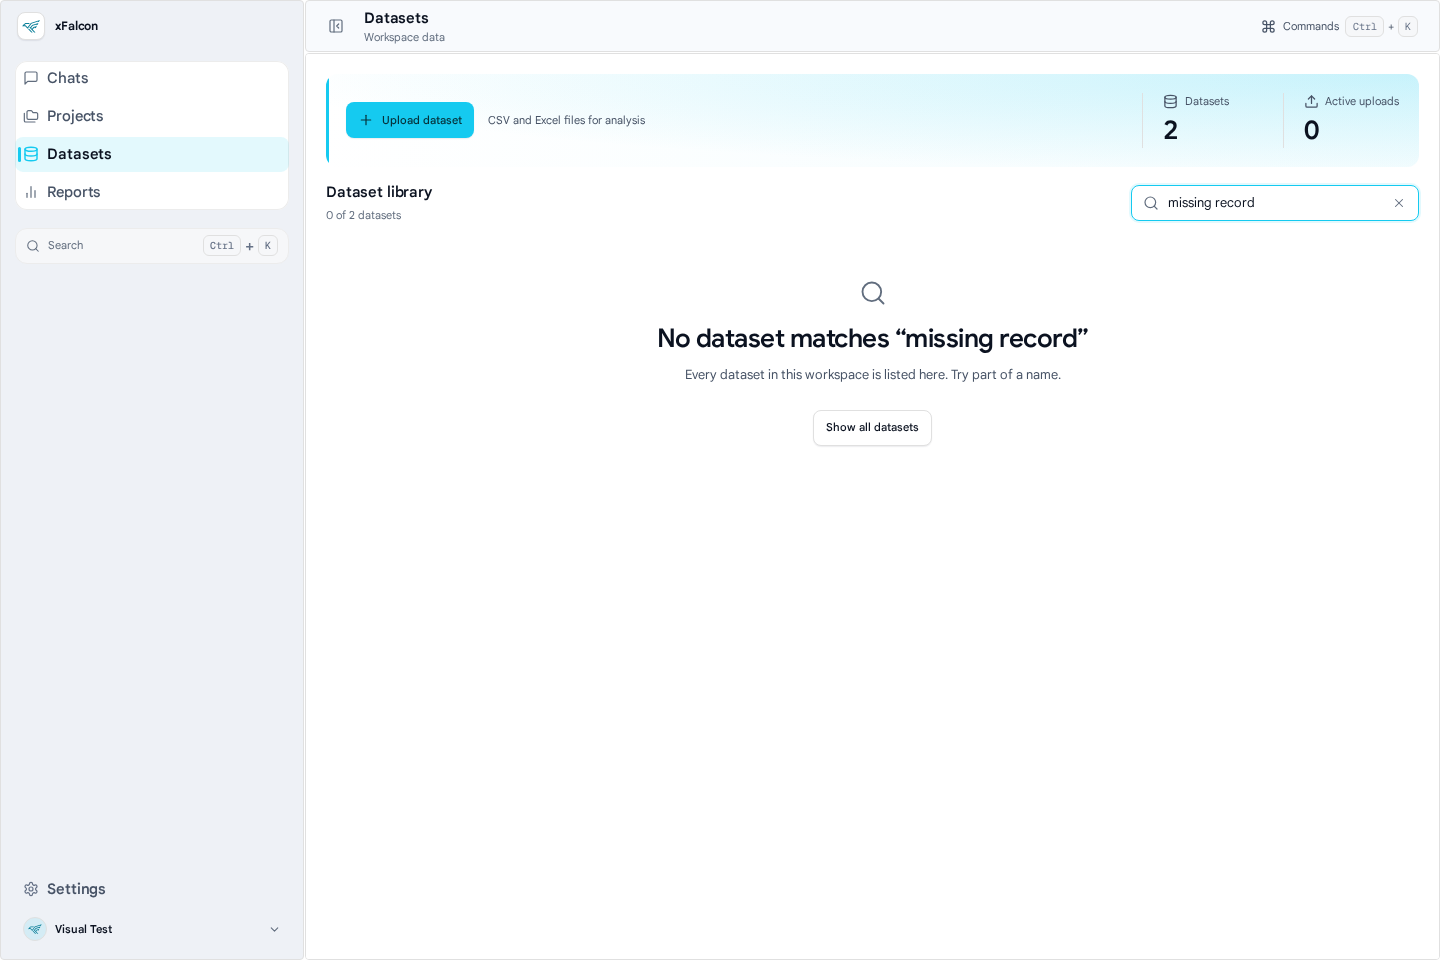 xFalcon
Chats
Projects
Datasets
Reports
Search Ctrl + K
Settings
Visual Test
Datasets
Workspace data
Commands Ctrl + K
Upload dataset
CSV and Excel files for analysis
Datasets
2
Active uploads
0
Dataset library
0 of 2 datasets
missing record
No dataset matches “missing record”
Every dataset in this workspace is listed here. Try part of a name.
Show all datasets